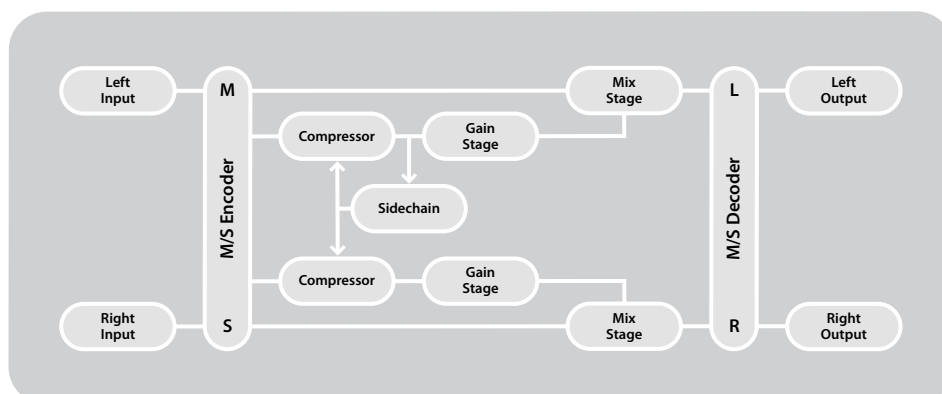 Left
Input
M
Mix
Stage
L
Left
Output
Compressor
Gain
Stage
M/S Encoder
Sidechain
M/S Decoder
Compressor
Gain
Stage
Right
Input
S
Mix
Stage
R
Right
Output